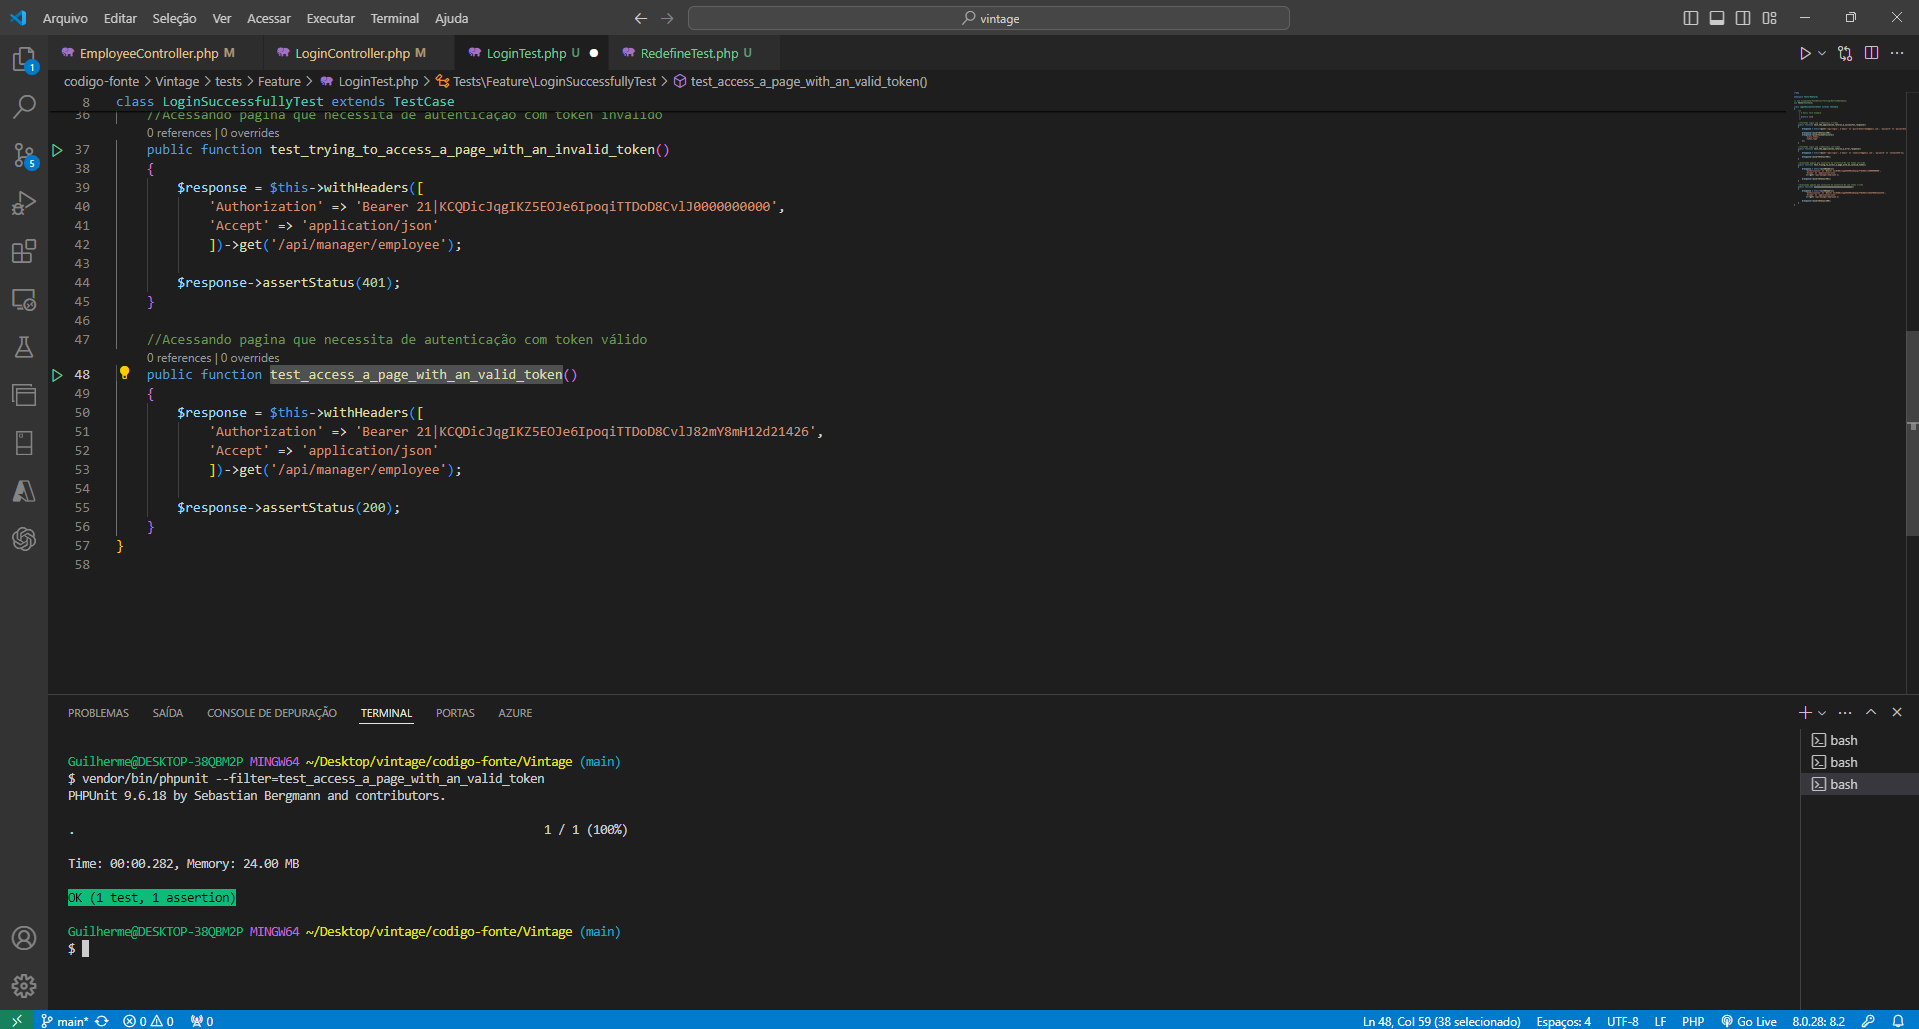 Arquivo Editar Seleção Ver Acessar Executar Terminal Ajuda
vintage
EmployeeController.php M LoginController.php M LoginTest.php U RedefineTest.php U
codigo-fonte > Vintage > tests > Feature > LoginTest.php > Tests\Feature\LoginSuccessfullyTest > test_access_a_page_with_an_valid_token()
8 class LoginSuccessfullyTest extends TestCase
36 //Acessando pagina que necessita de autenticação com token inválido
0 references | 0 overrides
37 public function test_trying_to_access_a_page_with_an_invalid_token()
38 {
39 $response = $this->withHeaders([
40 'Authorization' => 'Bearer 21|KCQDicJqgIKZ5EOJe6IpoqiTTDoD8CvlJ0000000000',
41 'Accept' => 'application/json'
42 ])->get('/api/manager/employee');
43
44 $response->assertStatus(401);
45 }
46
47 //Acessando pagina que necessita de autenticação com token válido
0 references | 0 overrides
48 public function test_access_a_page_with_an_valid_token()
49 {
50 $response = $this->withHeaders([
51 'Authorization' => 'Bearer 21|KCQDicJqgIKZ5EOJe6IpoqiTTDoD8CvlJ82mY8mH12d21426',
52 'Accept' => 'application/json'
53 ])->get('/api/manager/employee');
54
55 $response->assertStatus(200);
56 }
57 }
58
PROBLEMAS SAÍDA CONSOLE DE DEPURAÇÃO TERMINAL PORTAS AZURE
Guilherme@DESKTOP-38QBM2P MINGW64 ~/Desktop/vintage/codigo-fonte/Vintage (main)
$ vendor/bin/phpunit --filter=test_access_a_page_with_an_valid_token
PHPUnit 9.6.18 by Sebastian Bergmann and contributors.
. 1 / 1 (100%)
Time: 00:00.282, Memory: 24.00 MB
OK (1 test, 1 assertion)
Guilherme@DESKTOP-38QBM2P MINGW64 ~/Desktop/vintage/codigo-fonte/Vintage (main)
$
bash
bash
bash
1
5
main* 0 0 0 Ln 48, Col 59 (38 selecionado) Espaços: 4 UTF-8 LF PHP Go Live 8.0.28: 8.2